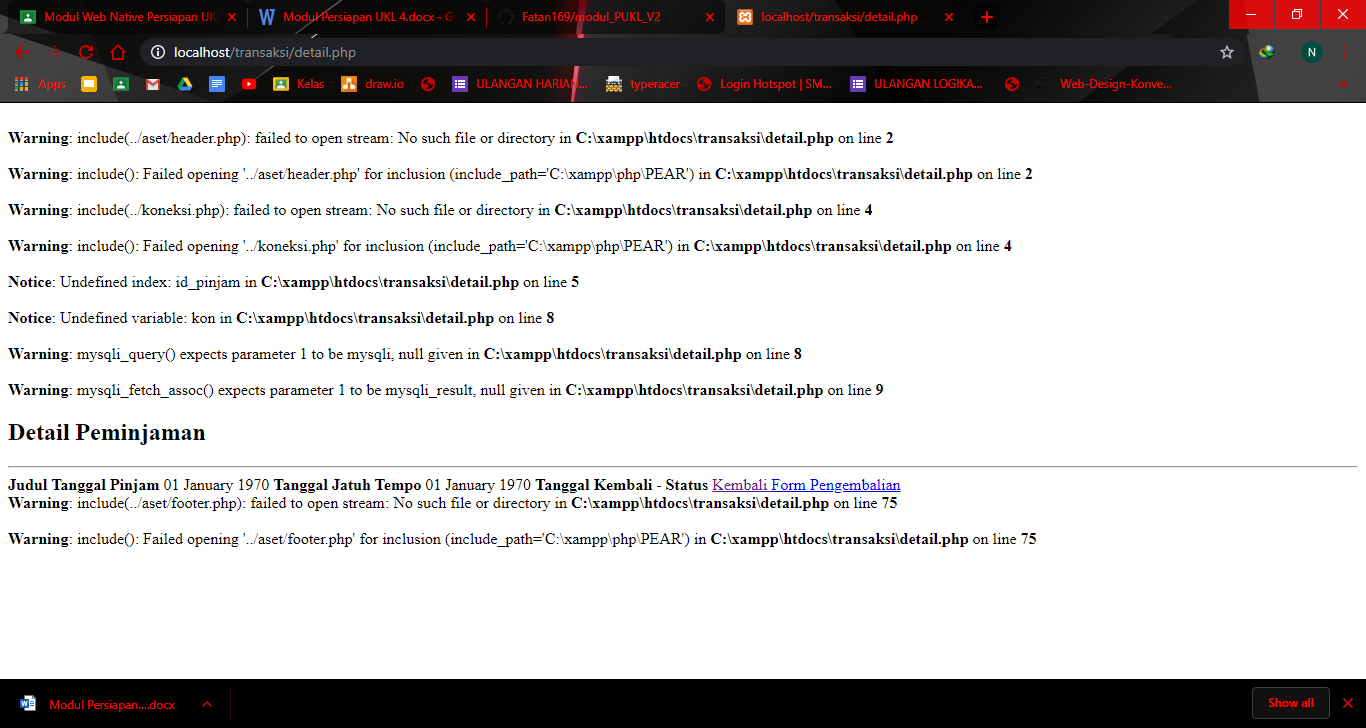 Modul Web Native Persiapan UK
Modul Persiapan UKL 4.docx - Go
Fatan169/modul_PUKL_V2
localhost/transaksi/detail.php
localhost/transaksi/detail.php
N
Apps
Kelas
draw.io
ULANGAN HARIAN...
typeracer
Login Hotspot | SM...
ULANGAN LOGIKA...
Web-Design-Konve...
Warning: include(../aset/header.php): failed to open stream: No such file or directory in C:\xampp\htdocs\transaksi\detail.php on line 2
Warning: include(): Failed opening '../aset/header.php' for inclusion (include_path='C:\xampp\php\PEAR') in C:\xampp\htdocs\transaksi\detail.php on line 2
Warning: include(../koneksi.php): failed to open stream: No such file or directory in C:\xampp\htdocs\transaksi\detail.php on line 4
Warning: include(): Failed opening '../koneksi.php' for inclusion (include_path='C:\xampp\php\PEAR') in C:\xampp\htdocs\transaksi\detail.php on line 4
Notice: Undefined index: id_pinjam in C:\xampp\htdocs\transaksi\detail.php on line 5
Notice: Undefined variable: kon in C:\xampp\htdocs\transaksi\detail.php on line 8
Warning: mysqli_query() expects parameter 1 to be mysqli, null given in C:\xampp\htdocs\transaksi\detail.php on line 8
Warning: mysqli_fetch_assoc() expects parameter 1 to be mysqli_result, null given in C:\xampp\htdocs\transaksi\detail.php on line 9
Detail Peminjaman
Judul Tanggal Pinjam 01 January 1970 Tanggal Jatuh Tempo 01 January 1970 Tanggal Kembali - Status Kembali Form Pengembalian
Warning: include(../aset/footer.php): failed to open stream: No such file or directory in C:\xampp\htdocs\transaksi\detail.php on line 75
Warning: include(): Failed opening '../aset/footer.php' for inclusion (include_path='C:\xampp\php\PEAR') in C:\xampp\htdocs\transaksi\detail.php on line 75
Modul Persiapan....docx
Show all